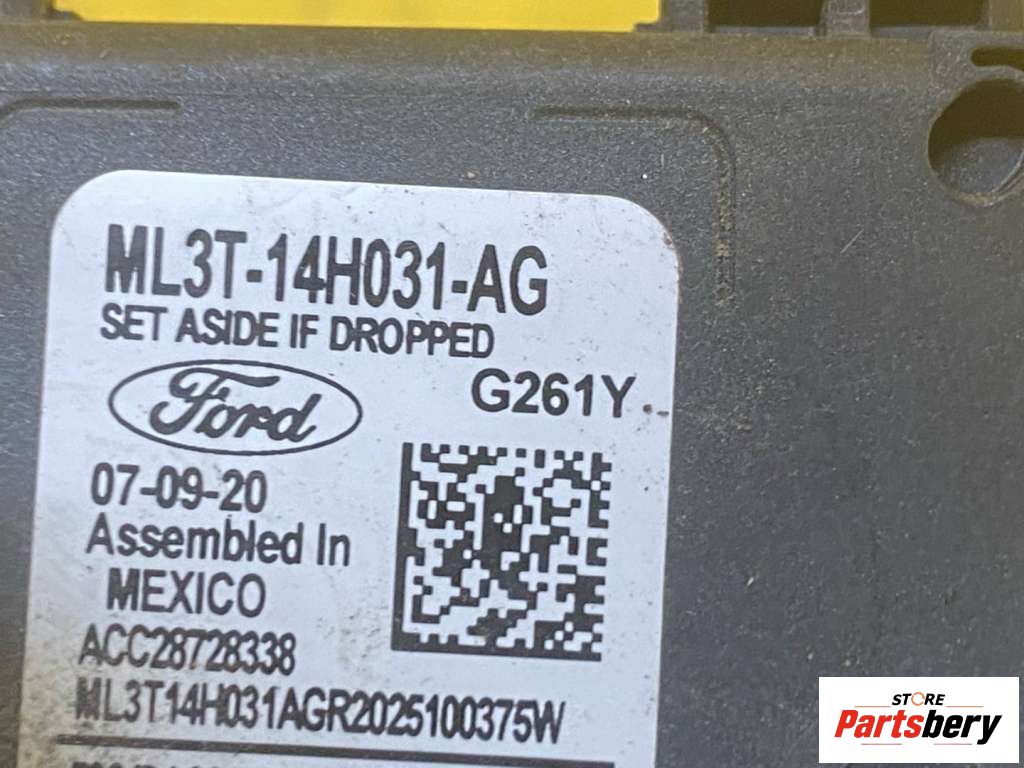 ML3T-14H031-AG
SET ASIDE IF DROPPED
Ford
G261Y
07-09-20
Assembled In
MEXICO
ACC28728338
ML3T14H031AGR2025100375W
STORE
Partsbery